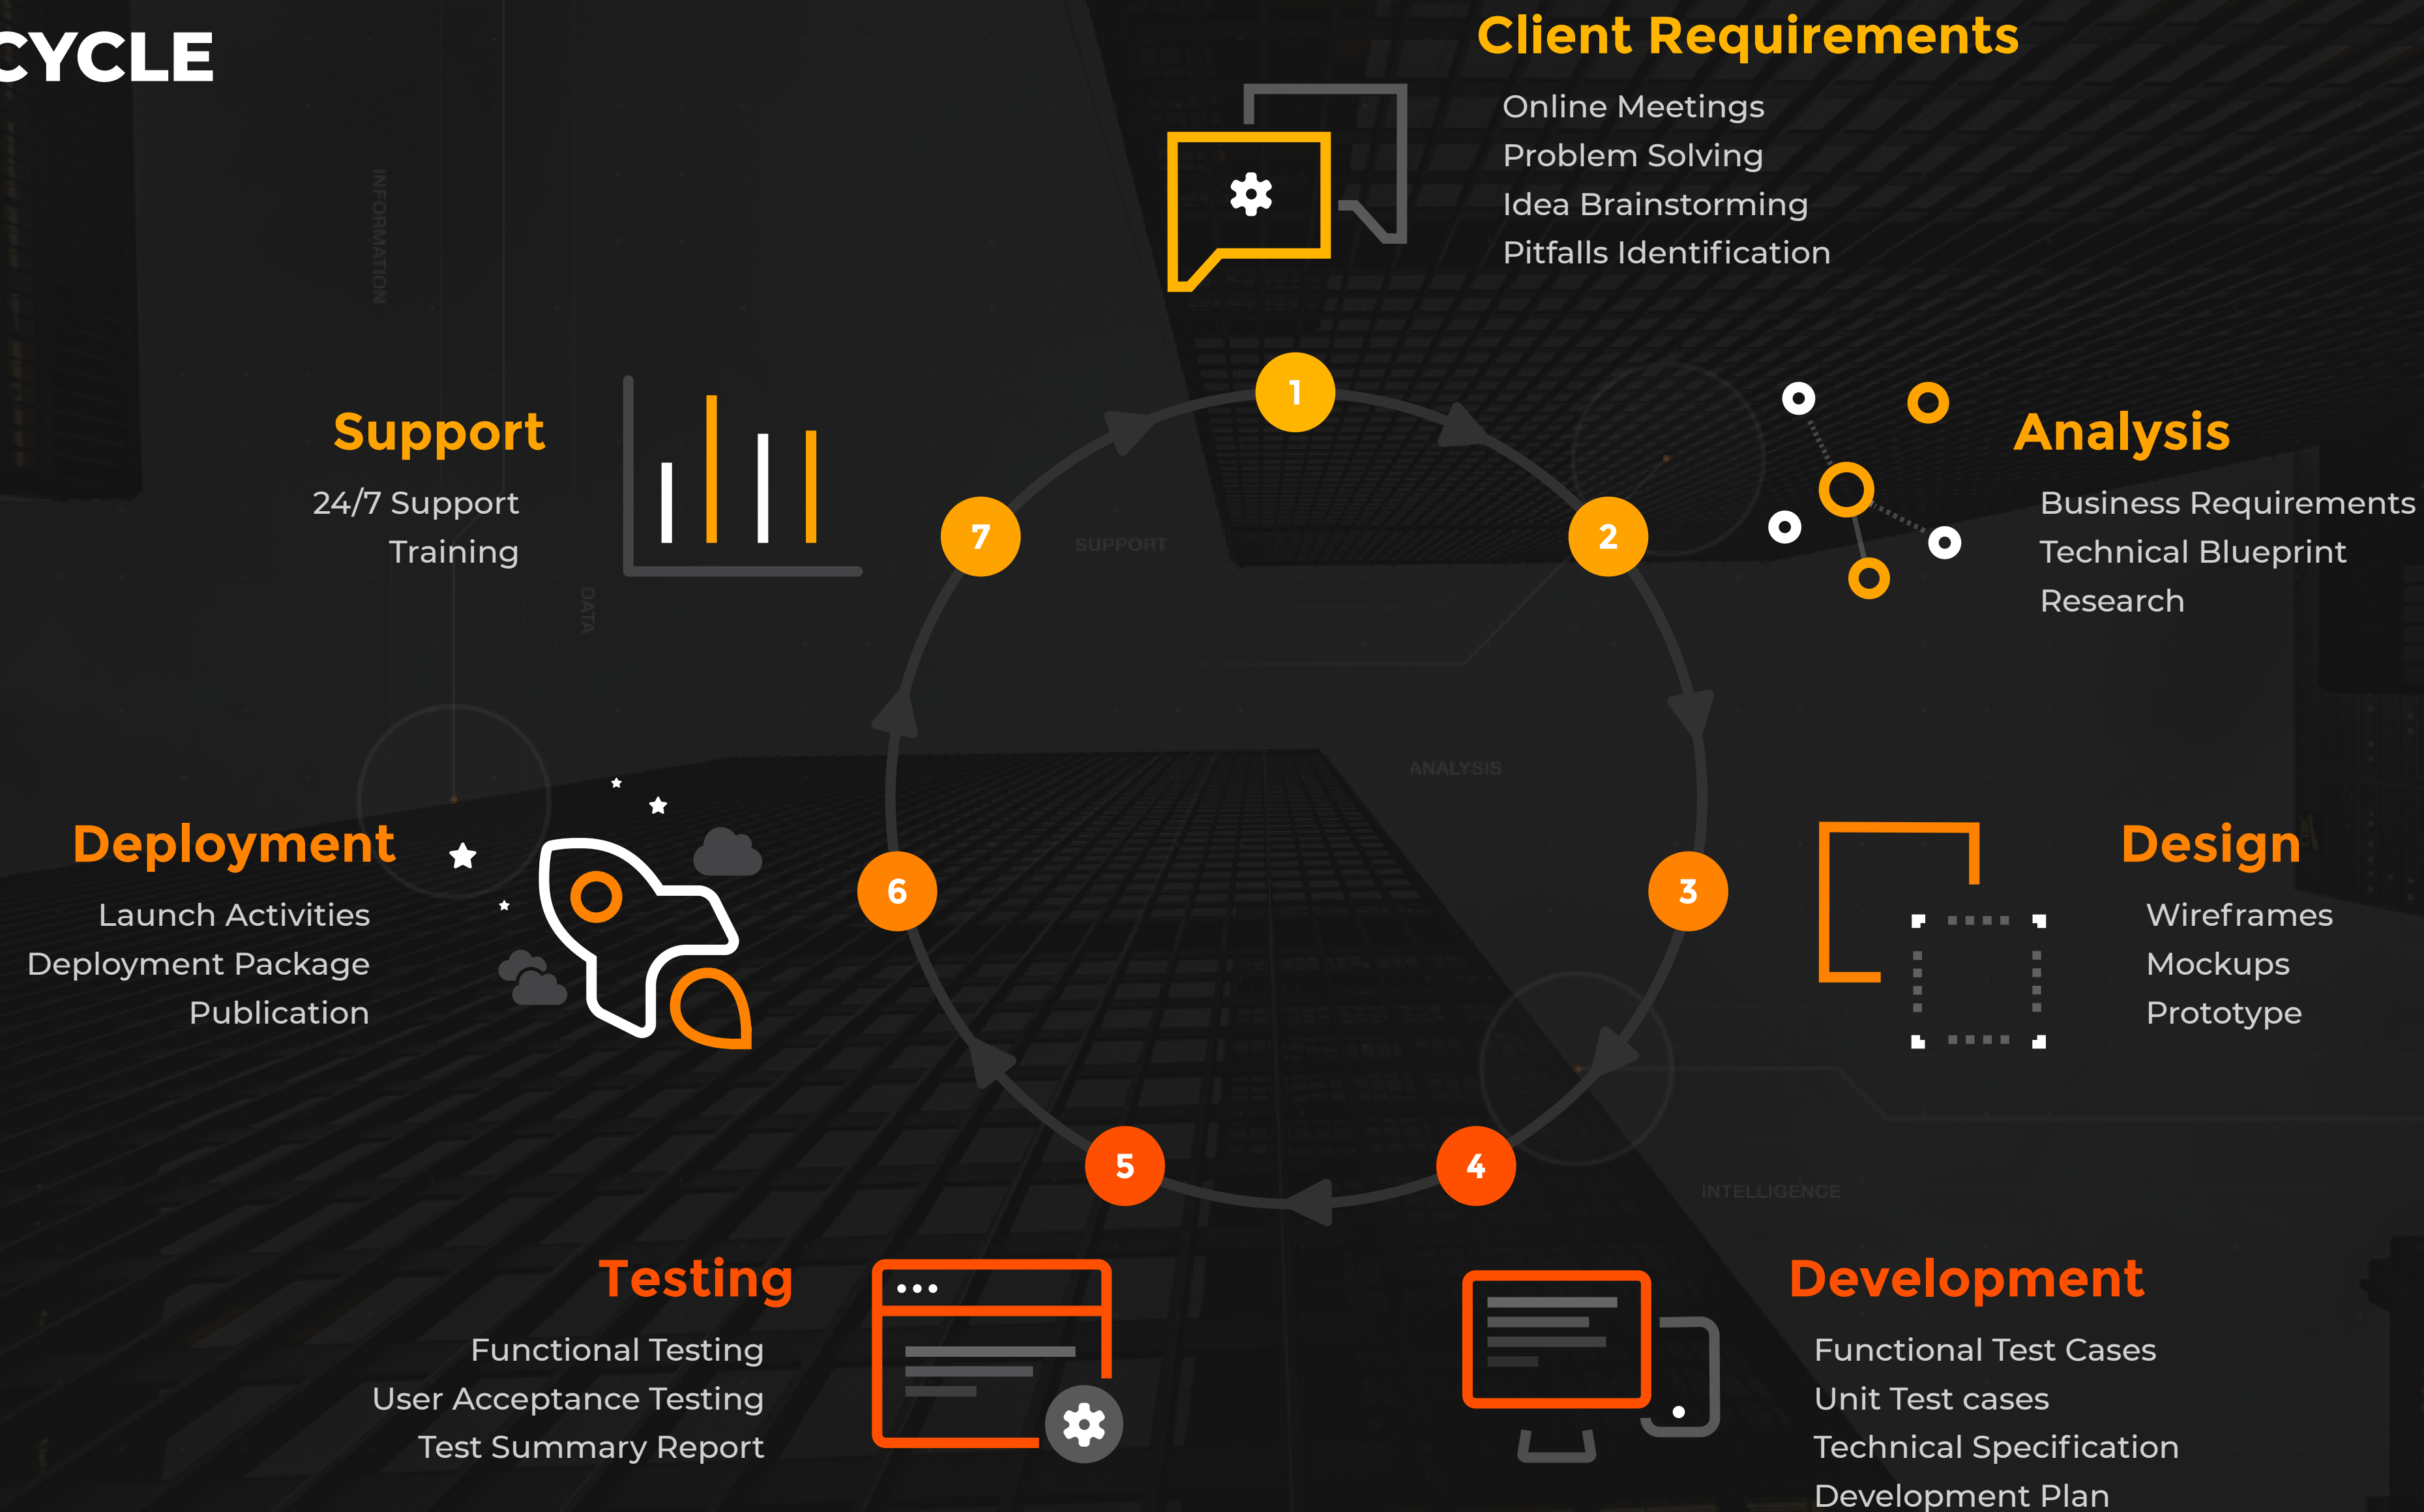 CYCLE
Client Requirements
Online Meetings
Problem Solving
Idea Brainstorming
Pitfalls Identification
INFORMATION
1
Support
24/7 Support
Training
Analysis
Business Requirements
Technical Blueprint
Research
7
2
SUPPORT
DATA
ANALYSIS
Deployment
Launch Activities
Deployment Package
Publication
6
3
Design
Wireframes
Mockups
Prototype
5
4
INTELLIGENCE
Testing
Functional Testing
User Acceptance Testing
Test Summary Report
Development
Functional Test Cases
Unit Test cases
Technical Specification
Development Plan